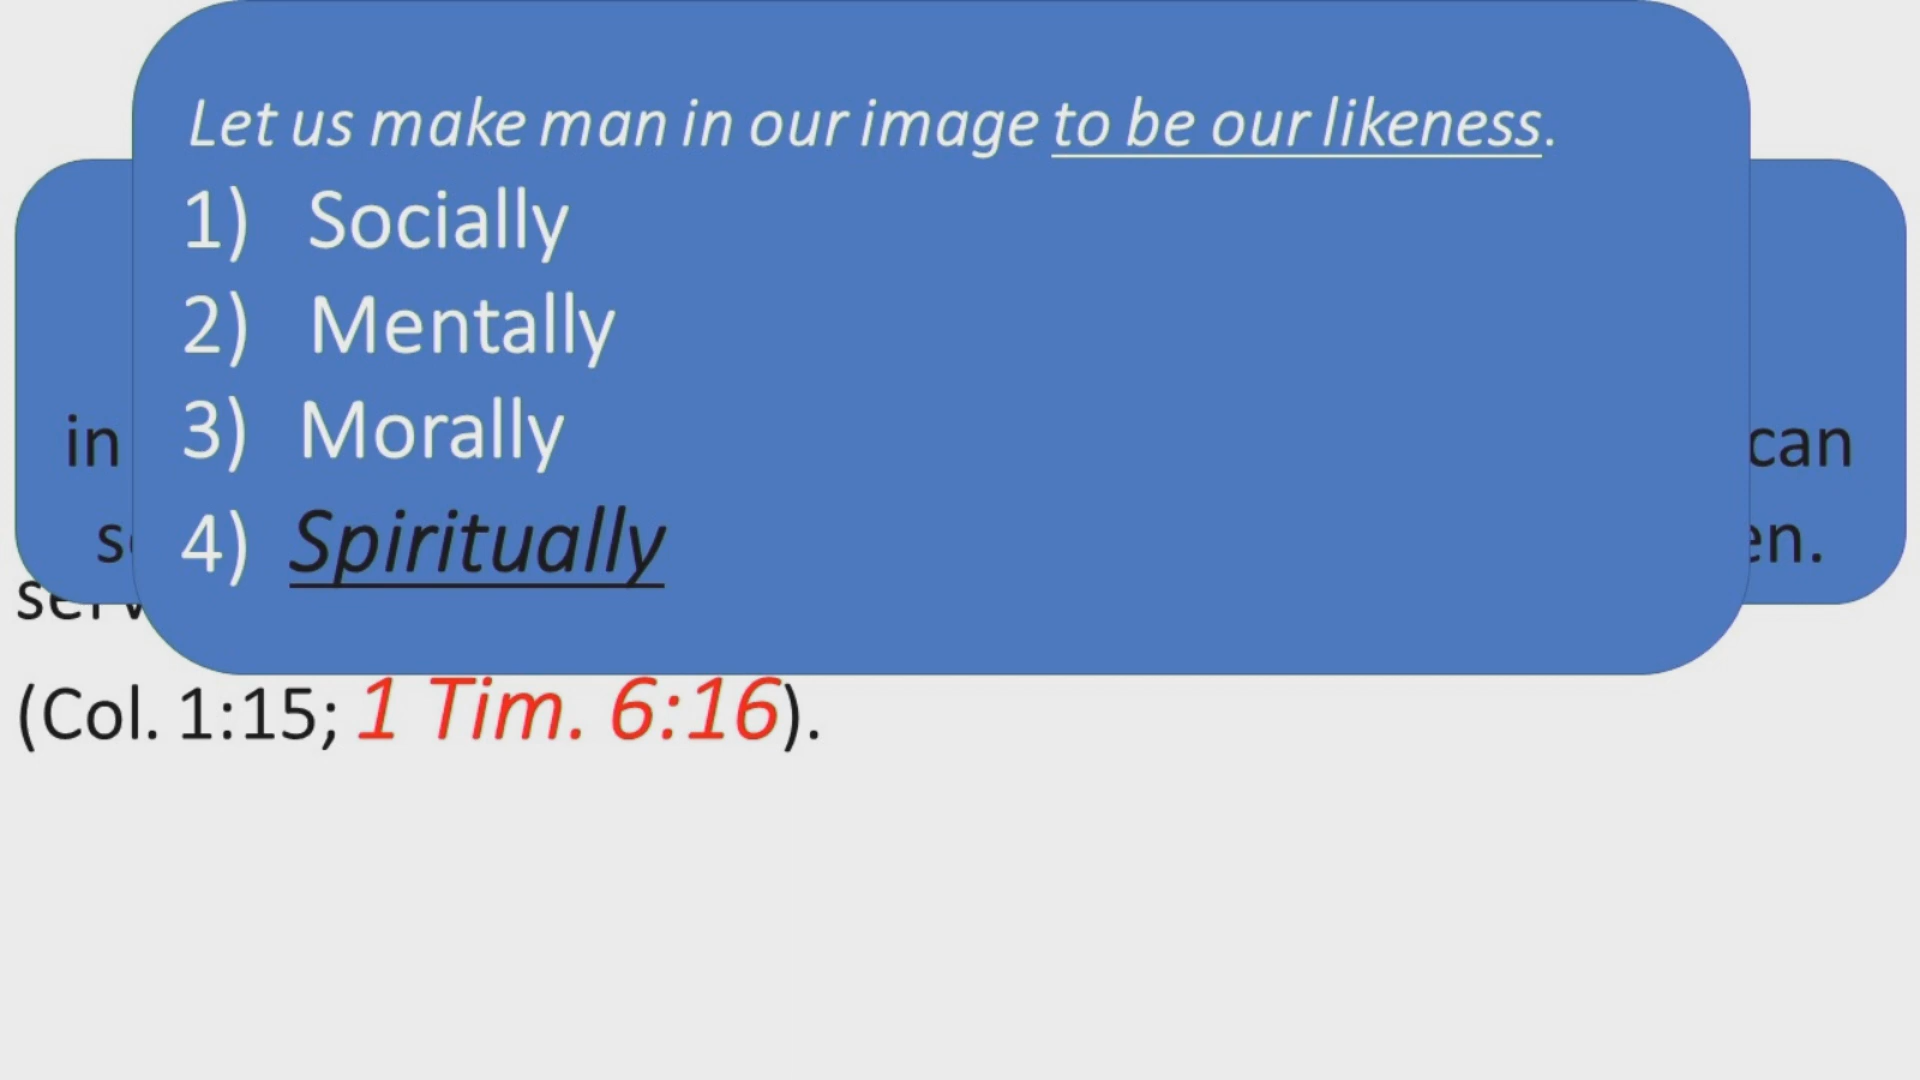 Let us make man in our image to be our likeness.
1) Socially
2) Mentally
3) Morally
in can
4) Spiritually
(Col. 1:15; 1 Tim. 6:16).